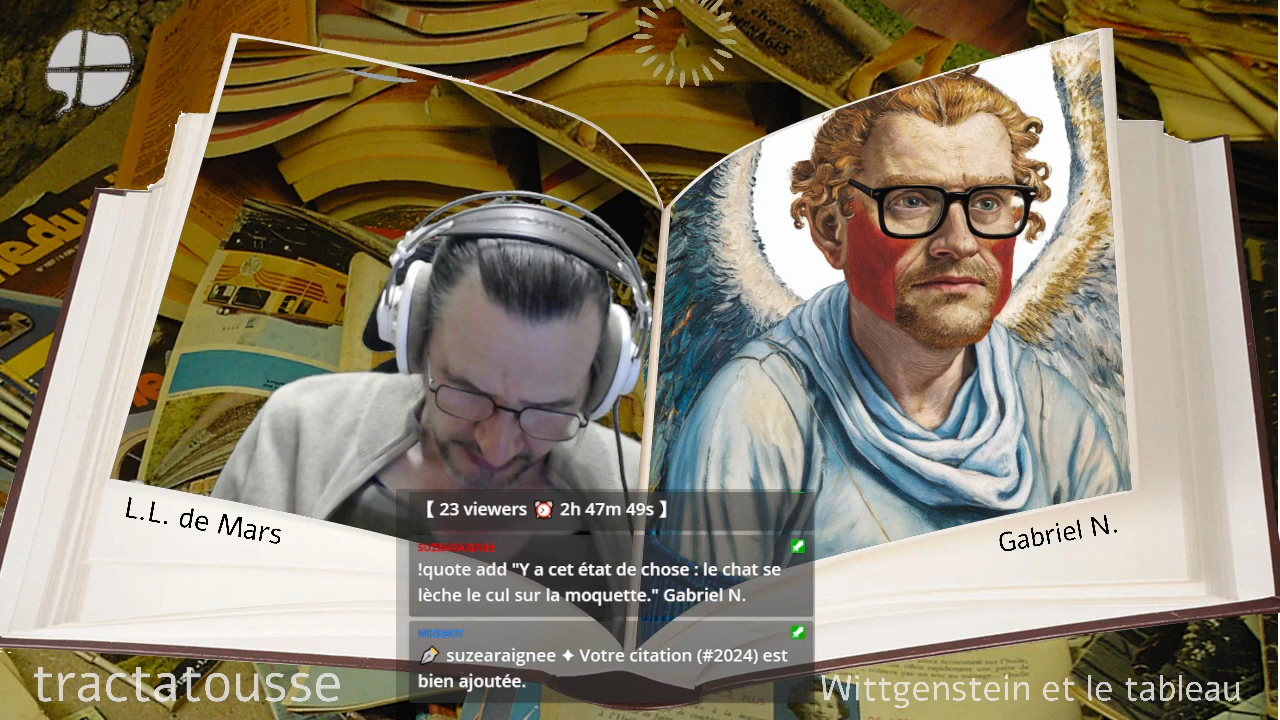 L.L. de Mars
Gabriel N.
【 23 viewers ⏰ 2h 47m 49s 】
suzearaignee
!quote add "Y a cet état de chose : le chat se
lèche le cul sur la moquette." Gabriel N.
🖋 suzearaignee ✦ Votre citation (#2024) est
bien ajoutée.
tractatousse
Wittgenstein et le tableau